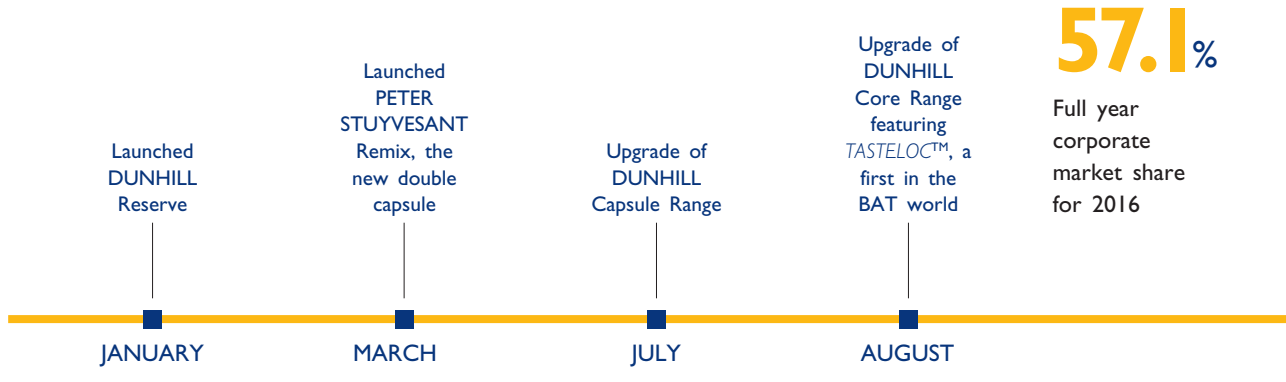 Launched
DUNHILL
Reserve
Launched
PETER
STUYVESANT
Remix, the
new double
capsule
Upgrade of
DUNHILL
Capsule Range
Upgrade of
DUNHILL
Core Range
featuring
TASTELOC™, a
first in the
BAT world
57.1%
Full year
corporate
market share
for 2016
JANUARY
MARCH
JULY
AUGUST